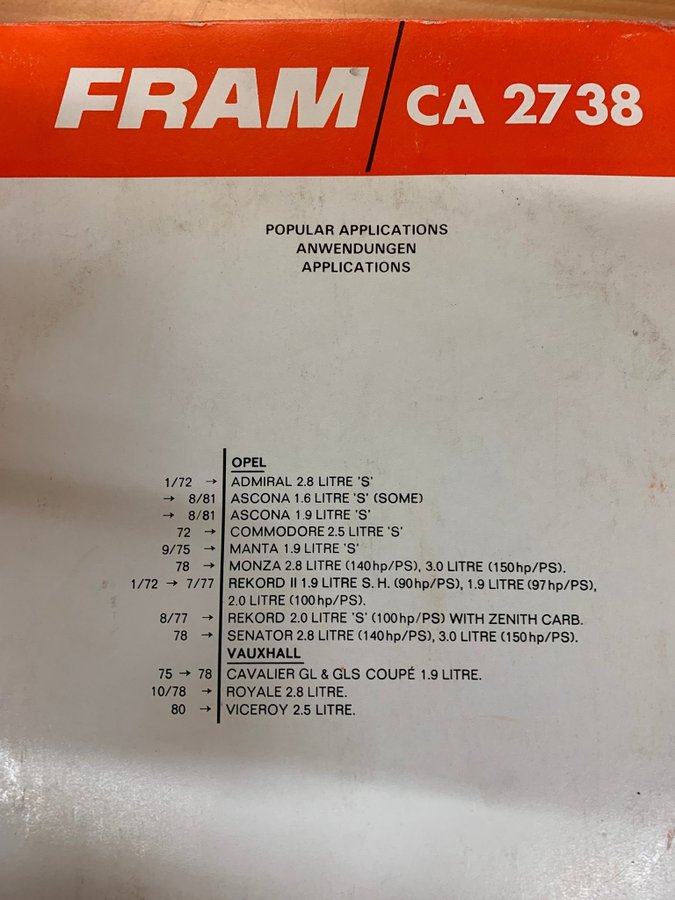 FRAM / CA 2738
POPULAR APPLICATIONS
ANWENDUNGEN
APPLICATIONS
OPEL
1/72 → ADMIRAL 2.8 LITRE 'S'
→ 8/81 ASCONA 1.6 LITRE 'S' (SOME)
→ 8/81 ASCONA 1.9 LITRE 'S'
72 → COMMODORE 2.5 LITRE 'S'
9/75 → MANTA 1.9 LITRE 'S'
78 → MONZA 2.8 LITRE (140hp/PS), 3.0 LITRE (150hp/PS).
1/72 → 7/77 REKORD II 1.9 LITRE S. H. (90hp/PS), 1.9 LITRE (97hp/PS),
2.0 LITRE (100hp/PS).
8/77 → REKORD 2.0 LITRE 'S' (100hp/PS) WITH ZENITH CARB.
78 → SENATOR 2.8 LITRE (140hp/PS), 3.0 LITRE (150hp/PS).
VAUXHALL
75 → 78 CAVALIER GL & GLS COUPÉ 1.9 LITRE.
10/78 → ROYALE 2.8 LITRE.
80 → VICEROY 2.5 LITRE.